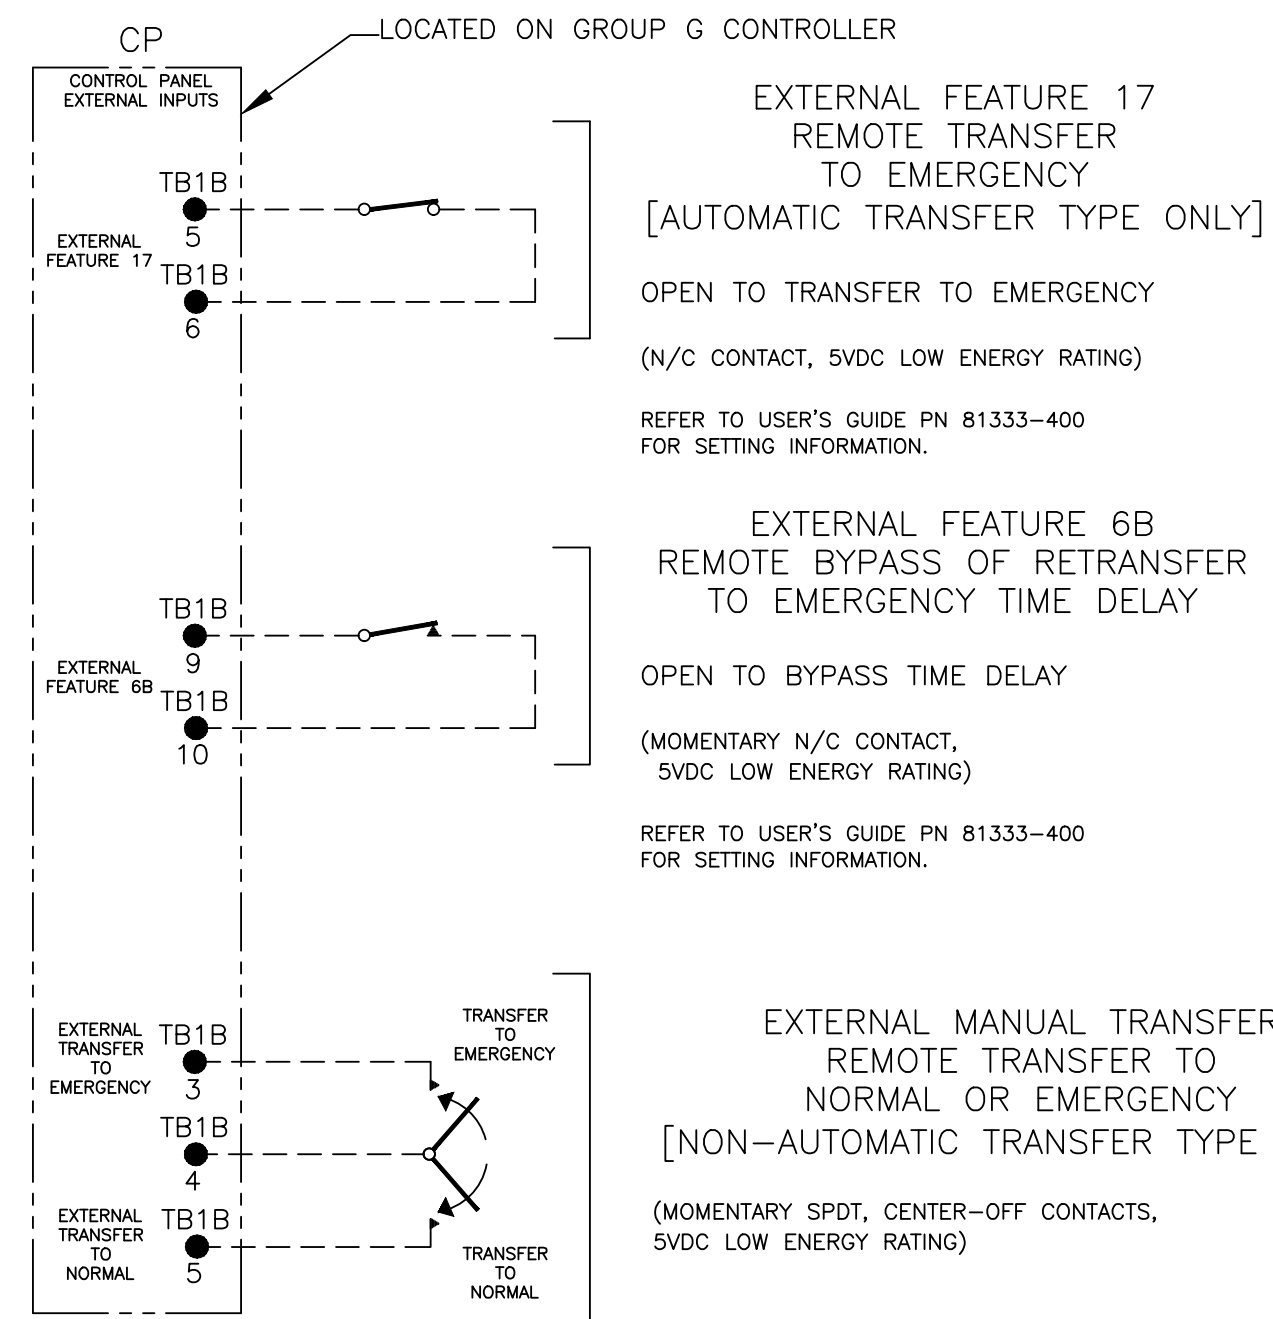 LOCATED ON GROUP G CONTROLLER
CP
CONTROL PANEL
EXTERNAL INPUTS
TB1B
5
EXTERNAL
FEATURE 17
TB1B
6
EXTERNAL FEATURE 17
REMOTE TRANSFER
TO EMERGENCY
[AUTOMATIC TRANSFER TYPE ONLY]
OPEN TO TRANSFER TO EMERGENCY
(N/C CONTACT, 5VDC LOW ENERGY RATING)
REFER TO USER'S GUIDE PN 81333-400
FOR SETTING INFORMATION.
TB1B
9
EXTERNAL
FEATURE 6B
TB1B
10
EXTERNAL FEATURE 6B
REMOTE BYPASS OF RETRANSFER
TO EMERGENCY TIME DELAY
OPEN TO BYPASS TIME DELAY
(MOMENTARY N/C CONTACT,
5VDC LOW ENERGY RATING)
REFER TO USER'S GUIDE PN 81333-400
FOR SETTING INFORMATION.
EXTERNAL
TRANSFER
TO
EMERGENCY
TB1B
3
TB1B
4
EXTERNAL
TRANSFER
TO
NORMAL
TB1B
5
TRANSFER
TO
EMERGENCY
TRANSFER
TO
NORMAL
EXTERNAL MANUAL TRANSFER
REMOTE TRANSFER TO
NORMAL OR EMERGENCY
[NON-AUTOMATIC TRANSFER TYPE
(MOMENTARY SPDT, CENTER-OFF CONTACTS,
5VDC LOW ENERGY RATING)